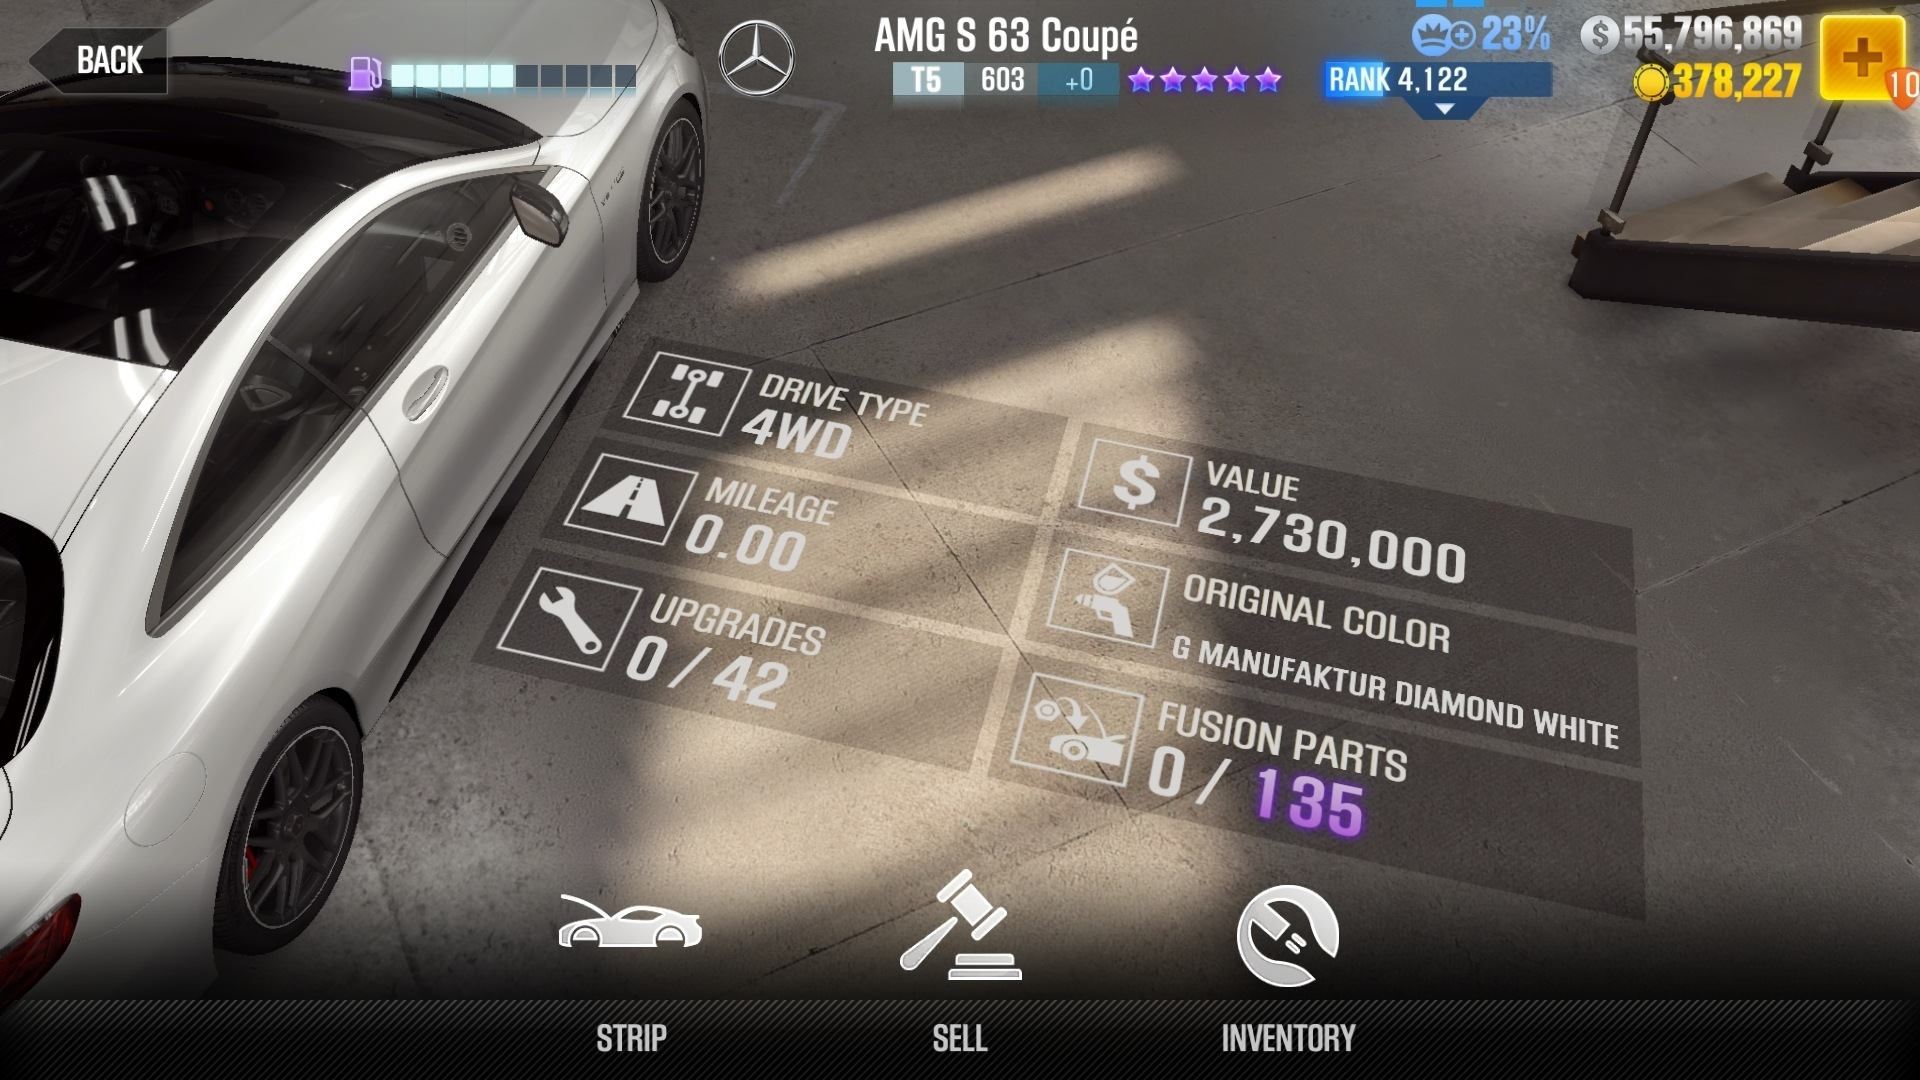 BACK
AMG S 63 Coupé
T5 603 +0
23%
RANK 4,122
55,796,869
378,227
10
DRIVE TYPE
4WD
MILEAGE
0.00
UPGRADES
0 / 42
VALUE
2,730,000
ORIGINAL COLOR
G MANUFAKTUR DIAMOND WHITE
FUSION PARTS
0 / 135
STRIP
SELL
INVENTORY